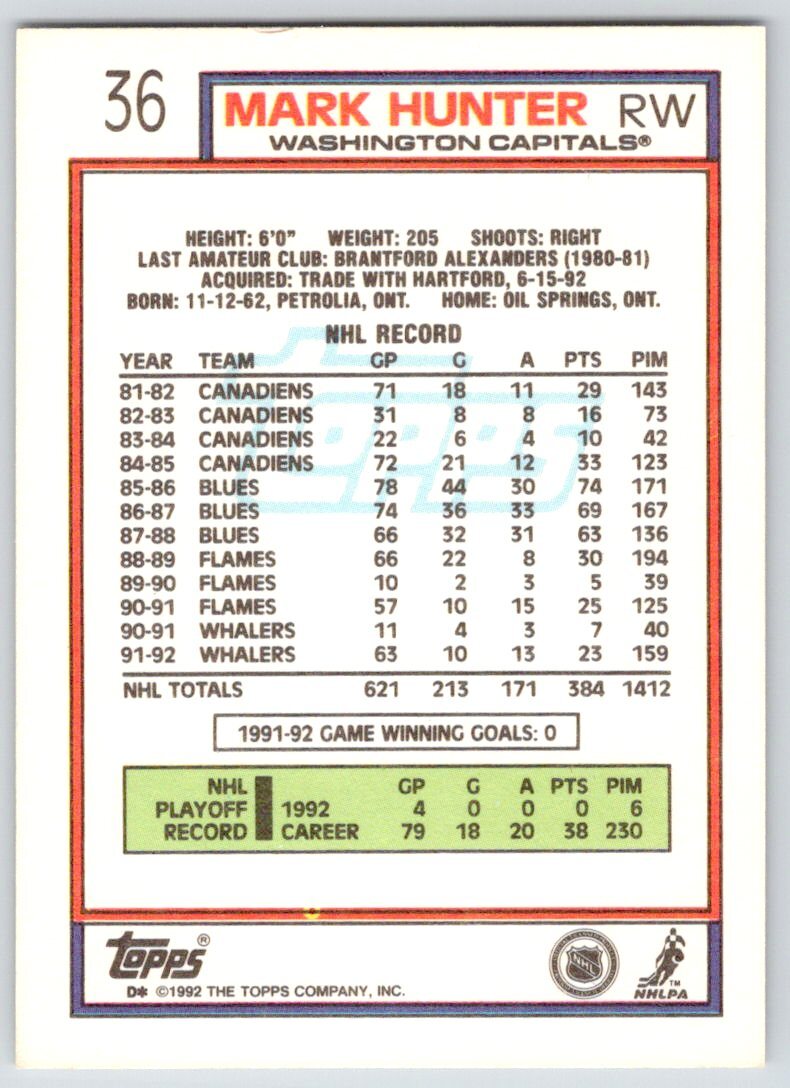 36
MARK HUNTER RW
WASHINGTON CAPITALS®
HEIGHT: 6'0" WEIGHT: 205 SHOOTS: RIGHT
LAST AMATEUR CLUB: BRANTFORD ALEXANDERS (1980-81)
ACQUIRED: TRADE WITH HARTFORD, 6-15-92
BORN: 11-12-62, PETROLIA, ONT. HOME: OIL SPRINGS, ONT.
NHL RECORD
YEAR TEAM GP G A PTS PIM
81-82 CANADIENS 71 18 11 29 143
82-83 CANADIENS 31 8 8 16 73
83-84 CANADIENS 22 6 4 10 42
84-85 CANADIENS 72 21 12 33 123
85-86 BLUES 78 44 30 74 171
86-87 BLUES 74 36 33 69 167
87-88 BLUES 66 32 31 63 136
88-89 FLAMES 66 22 8 30 194
89-90 FLAMES 10 2 3 5 39
90-91 FLAMES 57 10 15 25 125
90-91 WHALERS 11 4 3 7 40
91-92 WHALERS 63 10 13 23 159
NHL TOTALS 621 213 171 384 1412
topps
1991-92 GAME WINNING GOALS: 0
NHL GP G A PTS PIM
PLAYOFF 1992 4 0 0 0 6
RECORD CAREER 79 18 20 38 230
topps®
NHL
TM
NHLPA
D* ©1992 THE TOPPS COMPANY, INC.